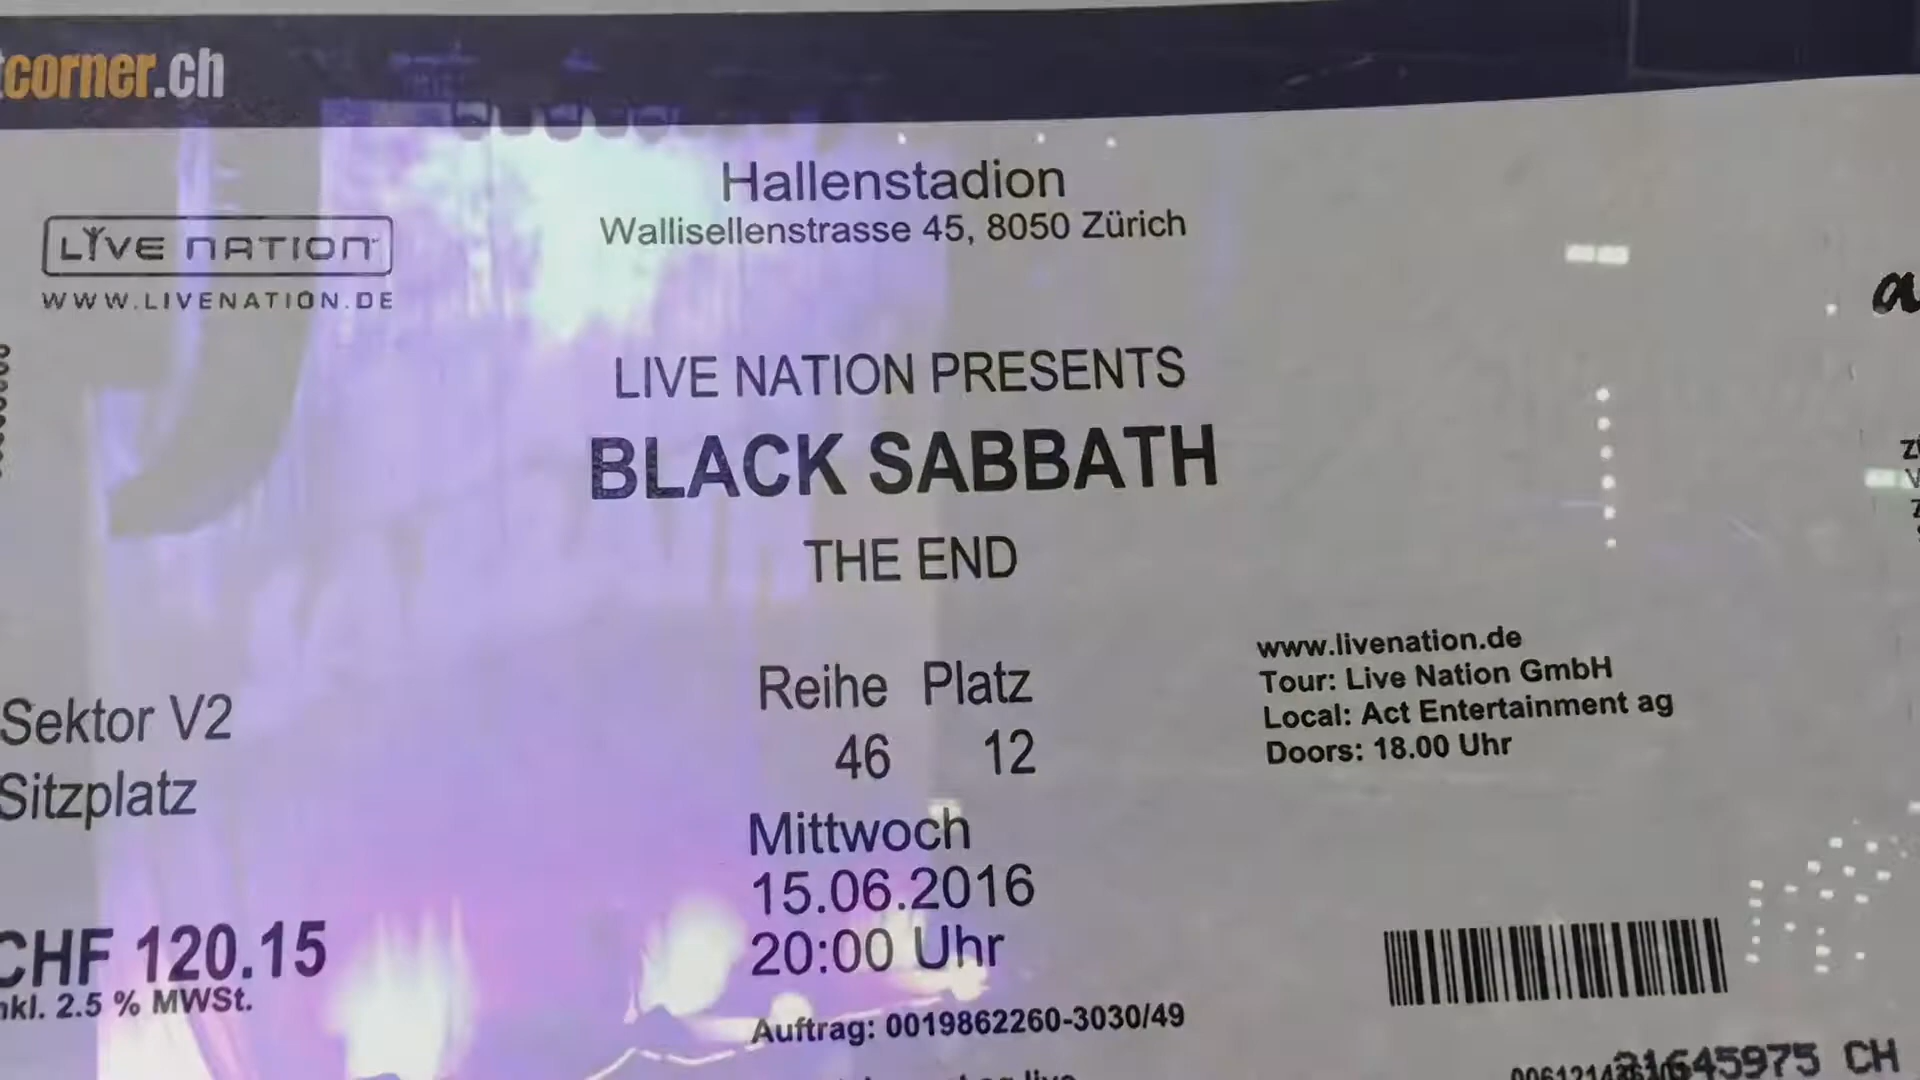 corner.ch
LIVE NATION
WWW.LIVENATION.DE
Hallenstadion
Wallisellenstrasse 45, 8050 Zürich
LIVE NATION PRESENTS
BLACK SABBATH
THE END
Sektor V2
Sitzplatz
Reihe Platz
46 12
www.livenation.de
Tour: Live Nation GmbH
Local: Act Entertainment ag
Doors: 18.00 Uhr
Mittwoch
15.06.2016
20:00 Uhr
CHF 120.15
nkl. 2.5 % MWSt.
Auftrag: 0019862260-3030/49
CH